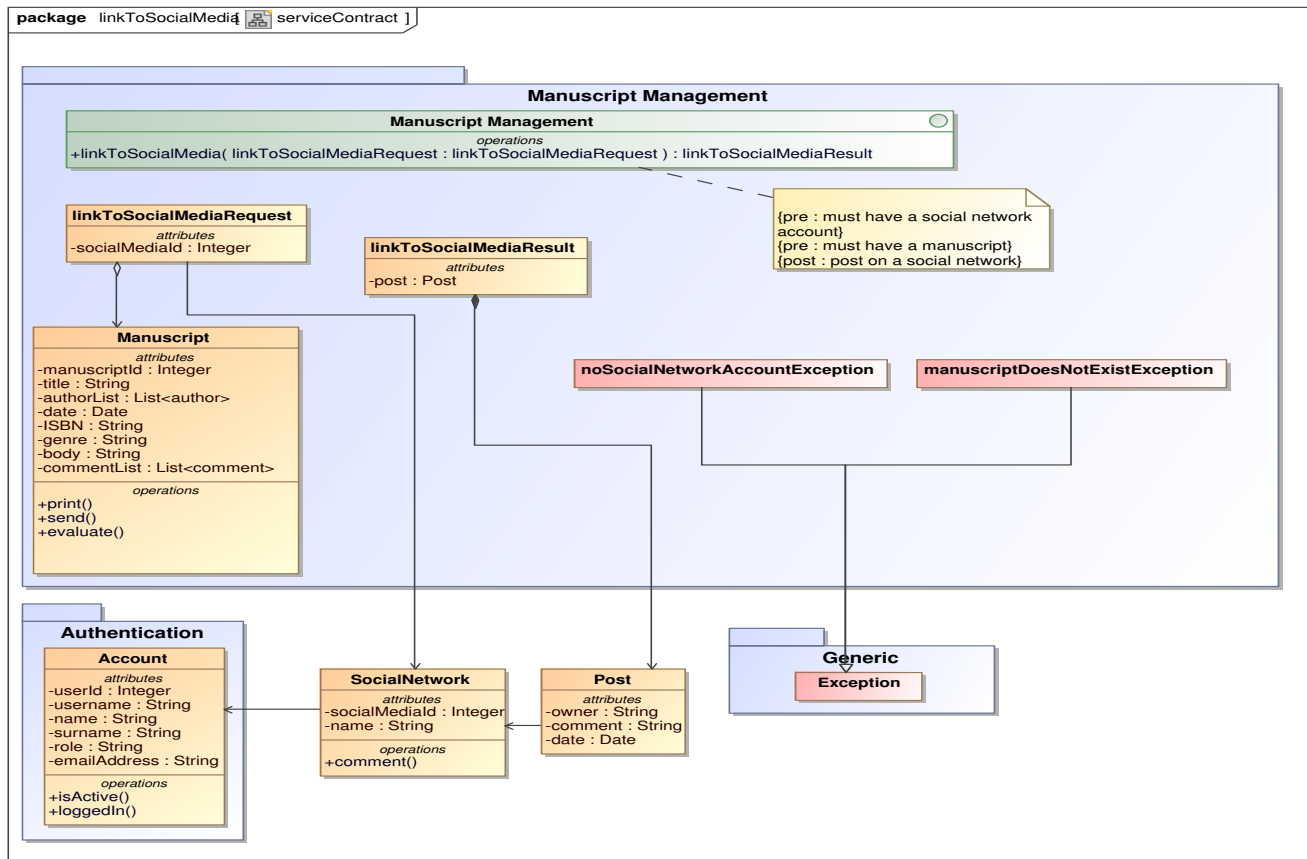 package linkToSocialMedia[ serviceContract ]
Manuscript Management
Manuscript Management
operations
+linkToSocialMedia( linkToSocialMediaRequest : linkToSocialMediaRequest ) : linkToSocialMediaResult
{pre : must have a social network
account}
{pre : must have a manuscript}
{post : post on a social network}
linkToSocialMediaRequest
attributes
-socialMediaId : Integer
linkToSocialMediaResult
attributes
-post : Post
Manuscript
attributes
-manuscriptId : Integer
-title : String
-authorList : List<author>
-date : Date
-ISBN : String
-genre : String
-body : String
-commentList : List<comment>
operations
+print()
+send()
+evaluate()
noSocialNetworkAccountException
manuscriptDoesNotExistException
Authentication
Account
attributes
-userId : Integer
-username : String
-name : String
-surname : String
-role : String
-emailAddress : String
operations
+isActive()
+loggedIn()
SocialNetwork
attributes
-socialMediaId : Integer
-name : String
operations
+comment()
Post
attributes
-owner : String
-comment : String
-date : Date
Generic
Exception